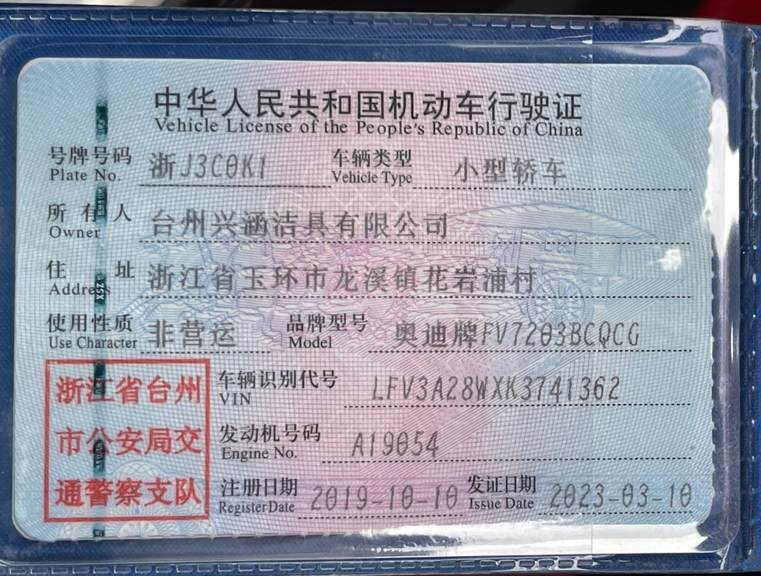 中华人民共和国机动车行驶证
Vehicle License of the People's Republic of China
号牌号码 浙J3C0K1 车辆类型 小型轿车
Plate No. Vehicle Type
所有人 台州兴涵洁具有限公司
Owner
住址 浙江省玉环市龙溪镇花岩浦村
Address
使用性质 非营运 品牌型号 奥迪牌FV7203BCQCG
Use Character Model
浙江省台州
市公安局交
通警察支队
车辆识别代号 LFV3A28WXK3741362
VIN
发动机号码 A19054
Engine No.
注册日期 2019-10-10 发证日期 2023-03-10
Register Date Issue Date